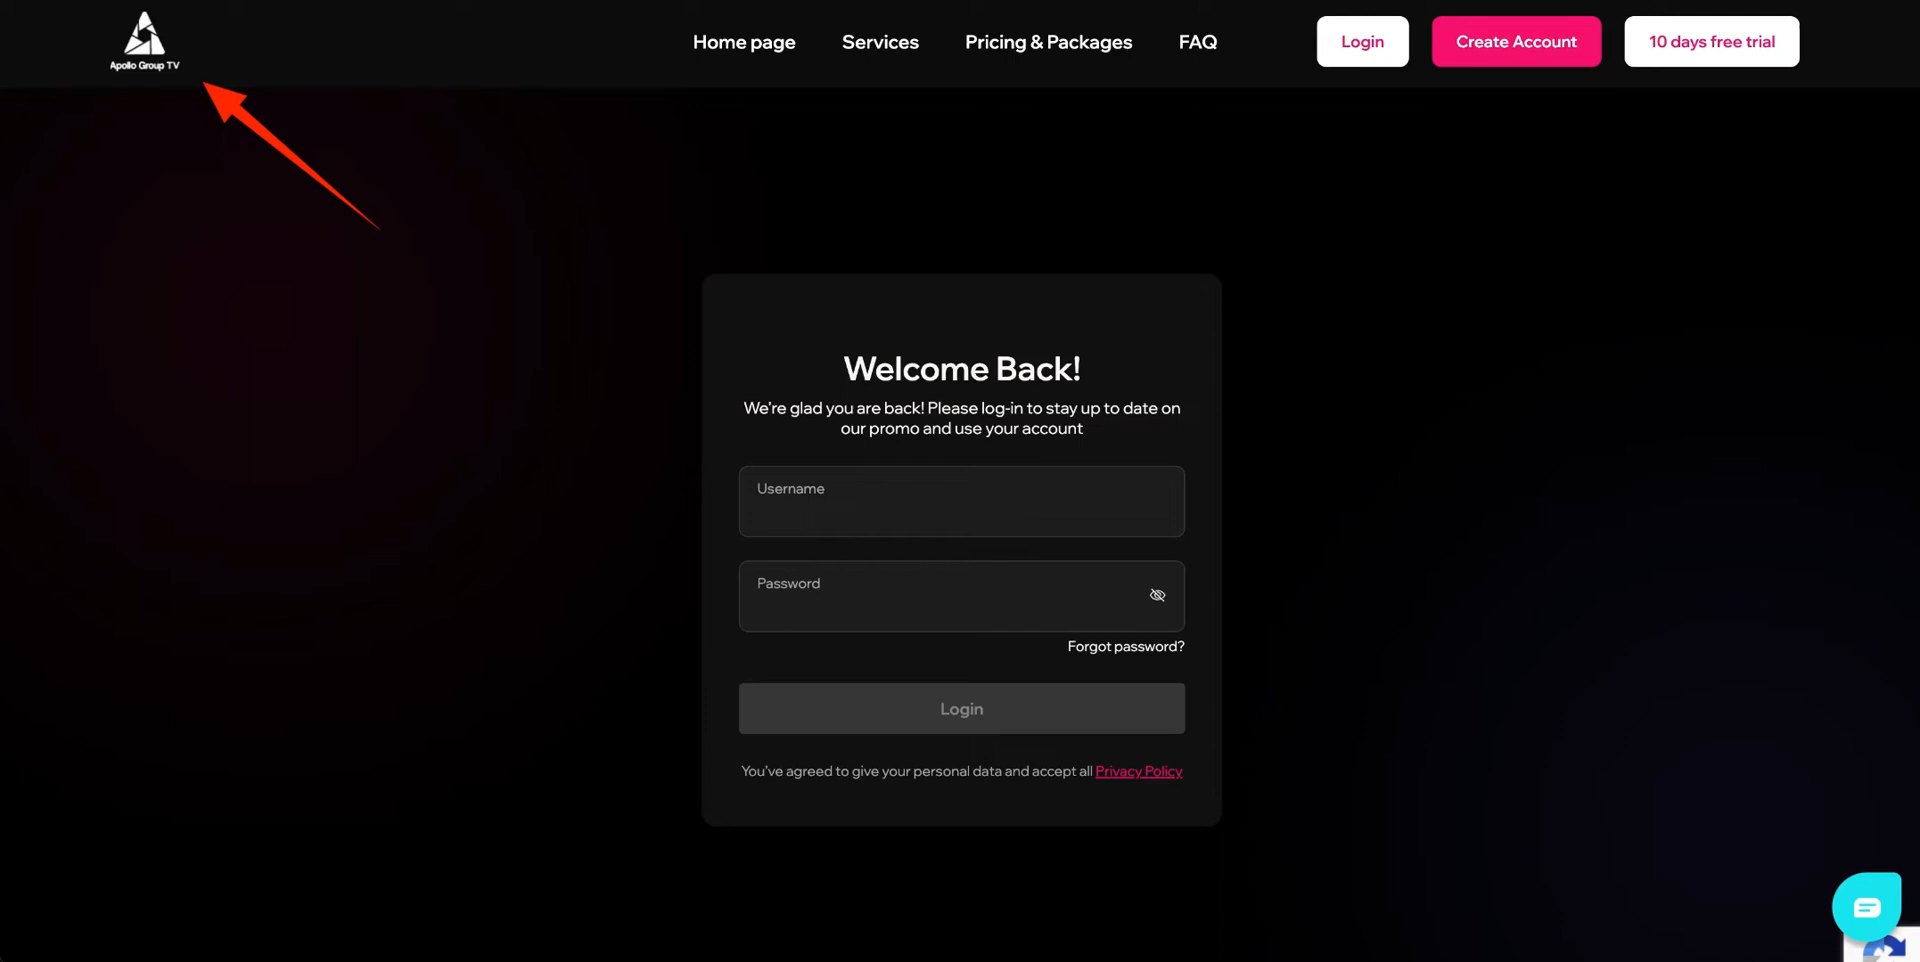 Apollo Group TV
Home page
Services
Pricing & Packages
FAQ
Login
Create Account
10 days free trial
Welcome Back!
We're glad you are back! Please log-in to stay up to date on
our promo and use your account
Username
Password
Forgot password?
Login
You've agreed to give your personal data and accept all Privacy Policy